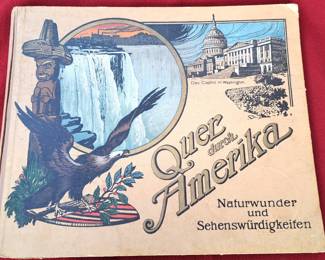 Das Capitol in Washington.
Quer
durch
Amerika
Naturwunder
und
Sehenswürdigkeiten